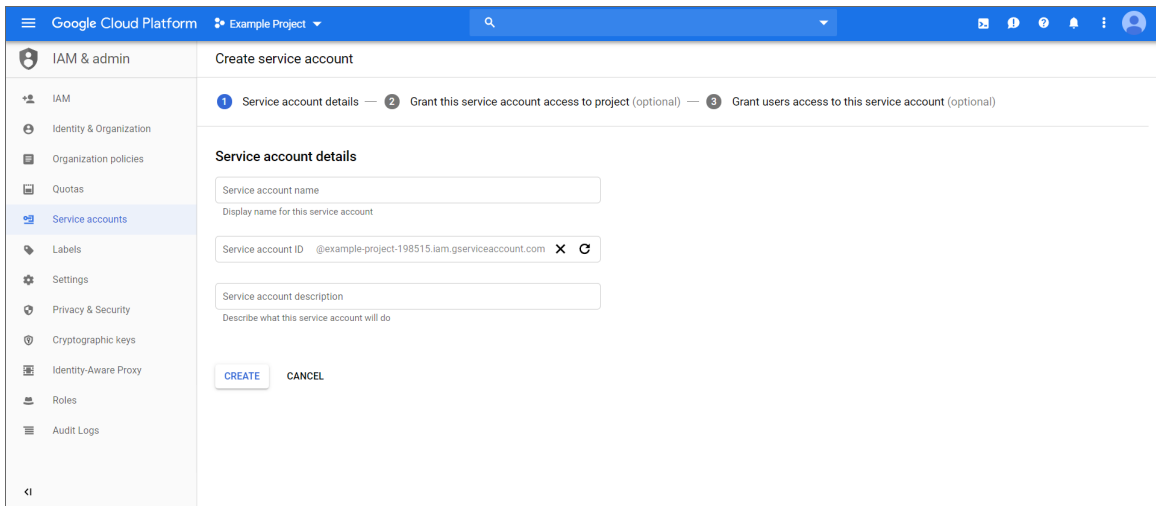 Google Cloud Platform Example Project
IAM & admin
Create service account
IAM
Identity & Organization
Organization policies
Quotas
Service accounts
Labels
Settings
Privacy & Security
Cryptographic keys
Identity-Aware Proxy
Roles
Audit Logs
1 Service account details — 2 Grant this service account access to project (optional) — 3 Grant users access to this service account (optional)
Service account details
Service account name
Display name for this service account
Service account ID @example-project-198515.iam.gserviceaccount.com
Service account description
Describe what this service account will do
CREATE CANCEL